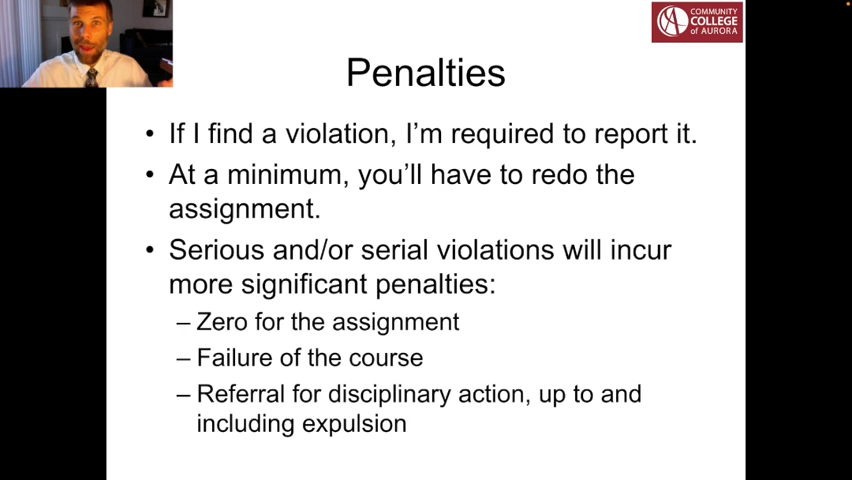 COMMUNITY
COLLEGE
of AURORA
Penalties
• If I find a violation, I’m required to report it.
• At a minimum, you’ll have to redo the
assignment.
• Serious and/or serial violations will incur
more significant penalties:
– Zero for the assignment
– Failure of the course
– Referral for disciplinary action, up to and
including expulsion